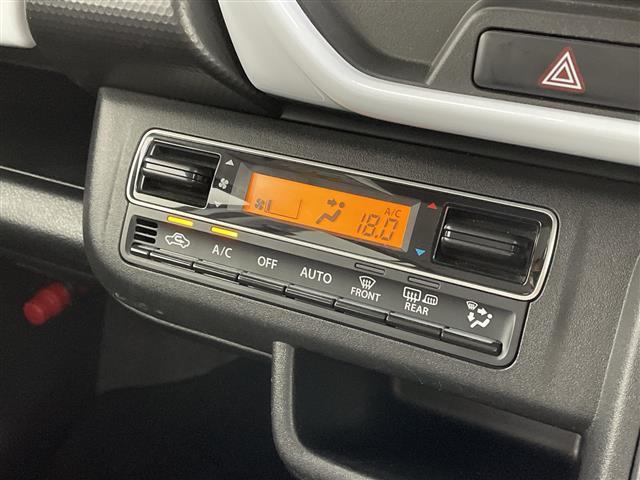 A/C
18.0
A/C
OFF
AUTO
FRONT
REAR